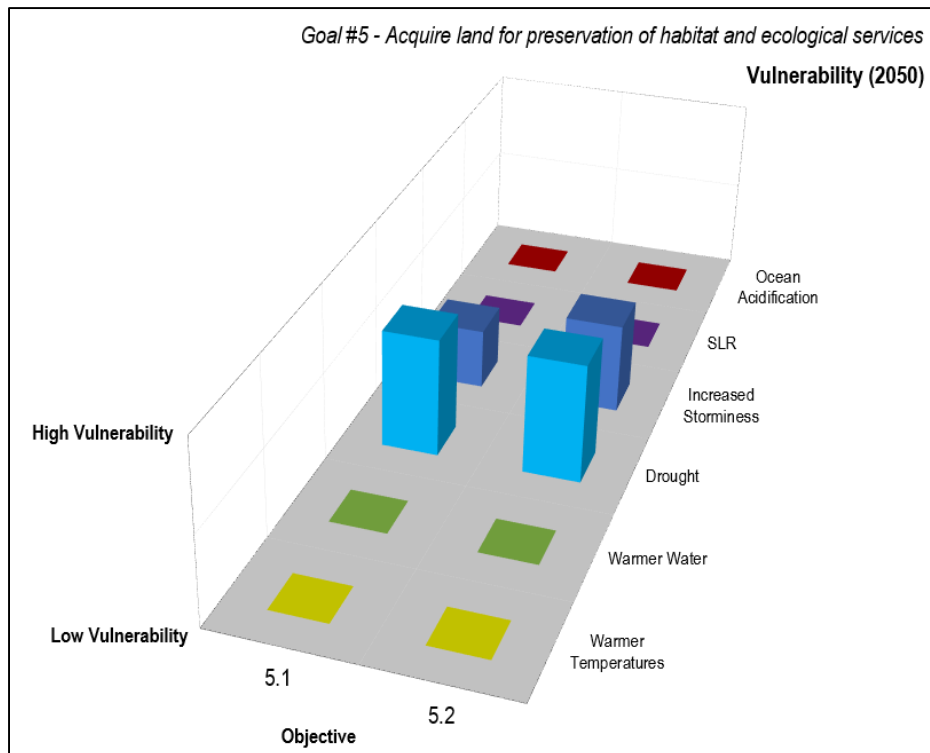 Goal #5 - Acquire land for preservation of habitat and ecological services
Vulnerability (2050)
Ocean
Acidification
SLR
Increased
Storminess
High Vulnerability
Drought
Warmer Water
Low Vulnerability
Warmer
Temperatures
5.1
5.2
Objective